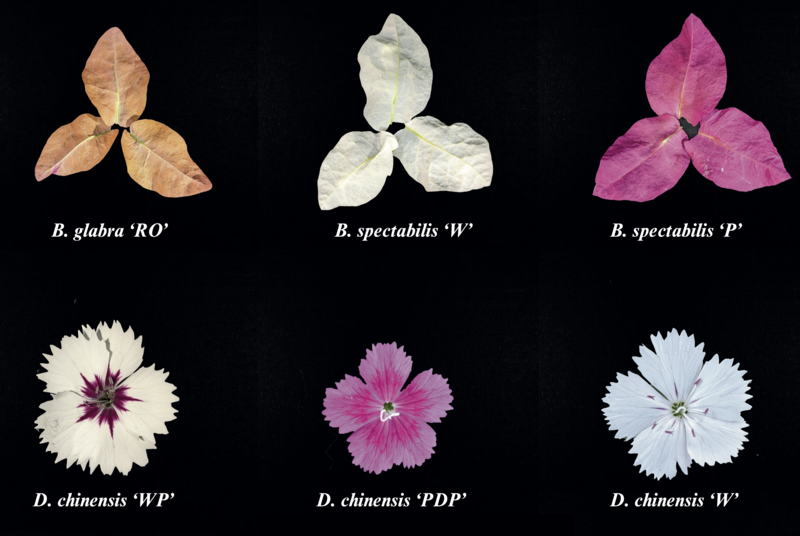 B. glabra ‘RO’
B. spectabilis ‘W’
B. spectabilis ‘P’
D. chinensis ‘WP’
D. chinensis ‘PDP’
D. chinensis ‘W’